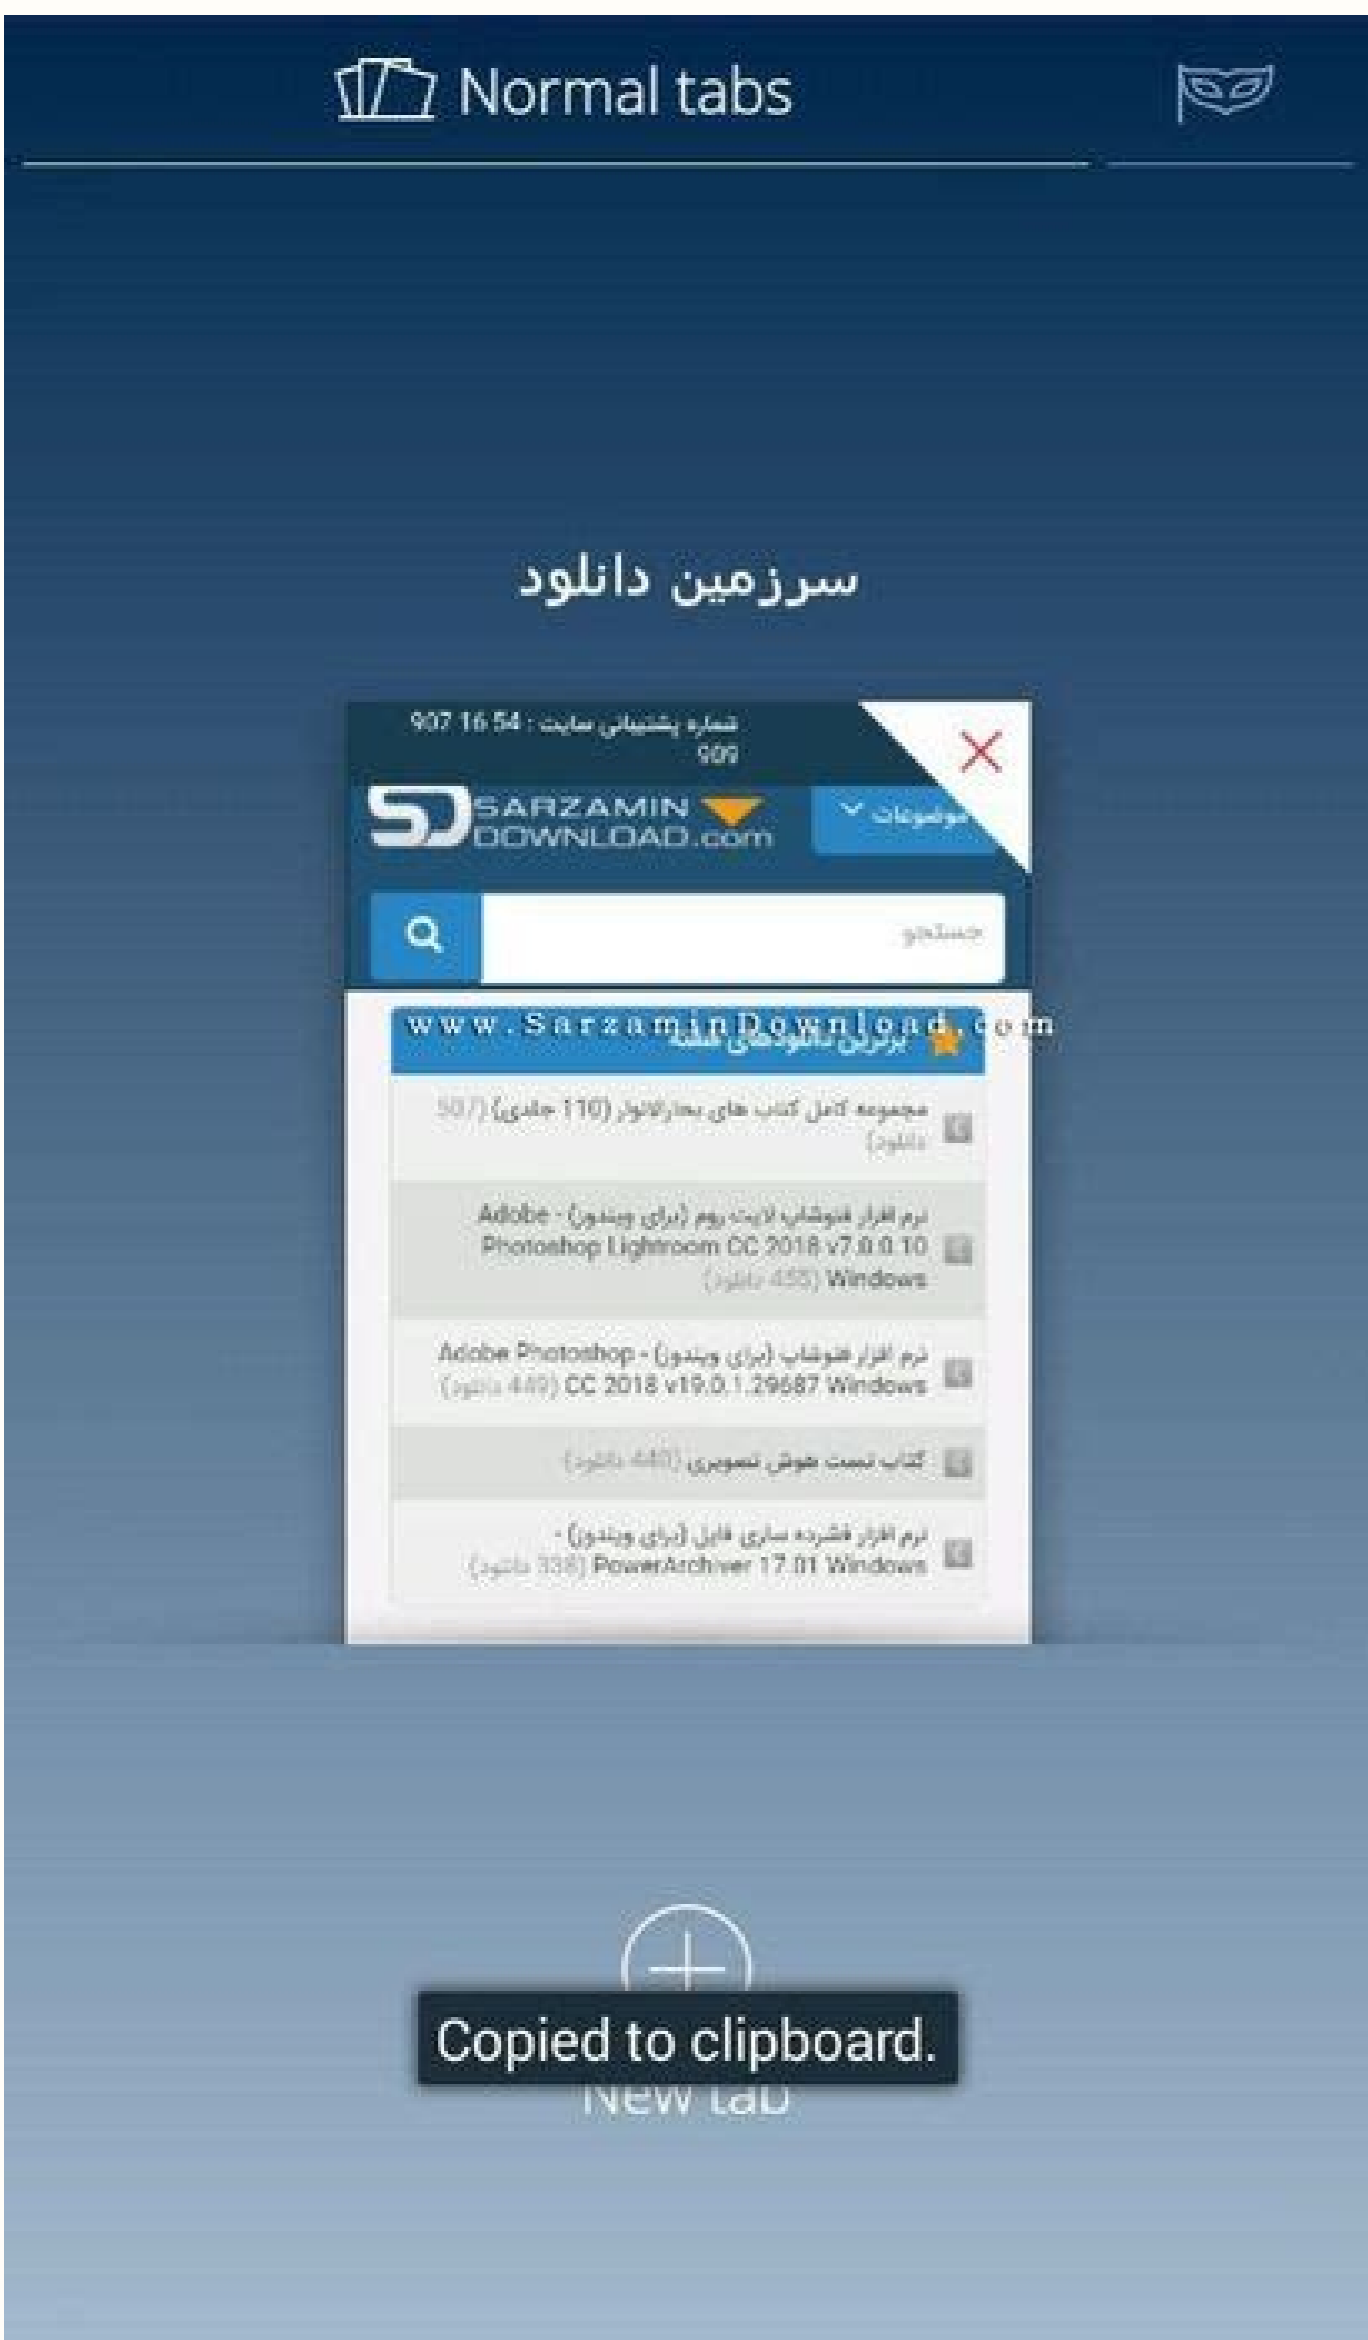 Normal tabs
سرزمین دانلود
شماره پشتیبانی سایت : 54 16 907
909
SARZAMIN
DOWNLOAD.com
موضوعات
جستجو
www.SarzaminDownload.com
برترین دانلودهای هفته
مجموعه کامل کتاب های بحارالانوار (110 جلدی) (507
دانلود)
نرم افزار فتوشاپ لایت روم (برای ویندوز) - Adobe
Photoshop Lightroom CC 2018 v7.0.0.10
Windows (455 دانلود)
نرم افزار فتوشاپ (برای ویندوز) - Adobe Photoshop
CC 2018 v19.0.1.29687 Windows (449 دانلود)
کتاب تست هوش تصویری (440 دانلود)
نرم افزار فشرده سازی فایل (برای ویندوز) -
PowerArchiver 17.01 Windows (338 دانلود)
Copied to clipboard.
New tab